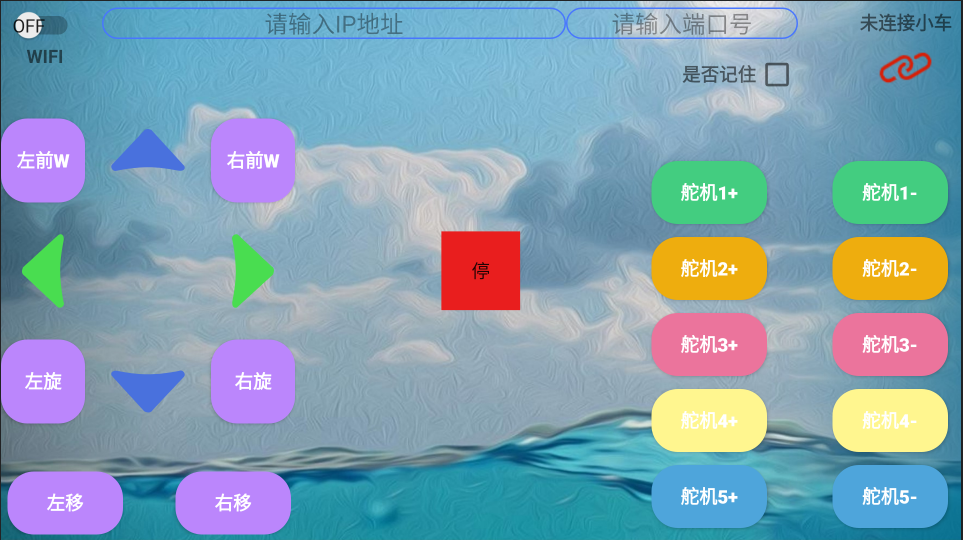 OFF
请输入IP地址
请输入端口号
未连接小车
WIFI
是否记住
左前W
右前W
舵机1+
舵机1-
停
舵机2+
舵机2-
舵机3+
舵机3-
左旋
右旋
舵机4+
舵机4-
左移
右移
舵机5+
舵机5-